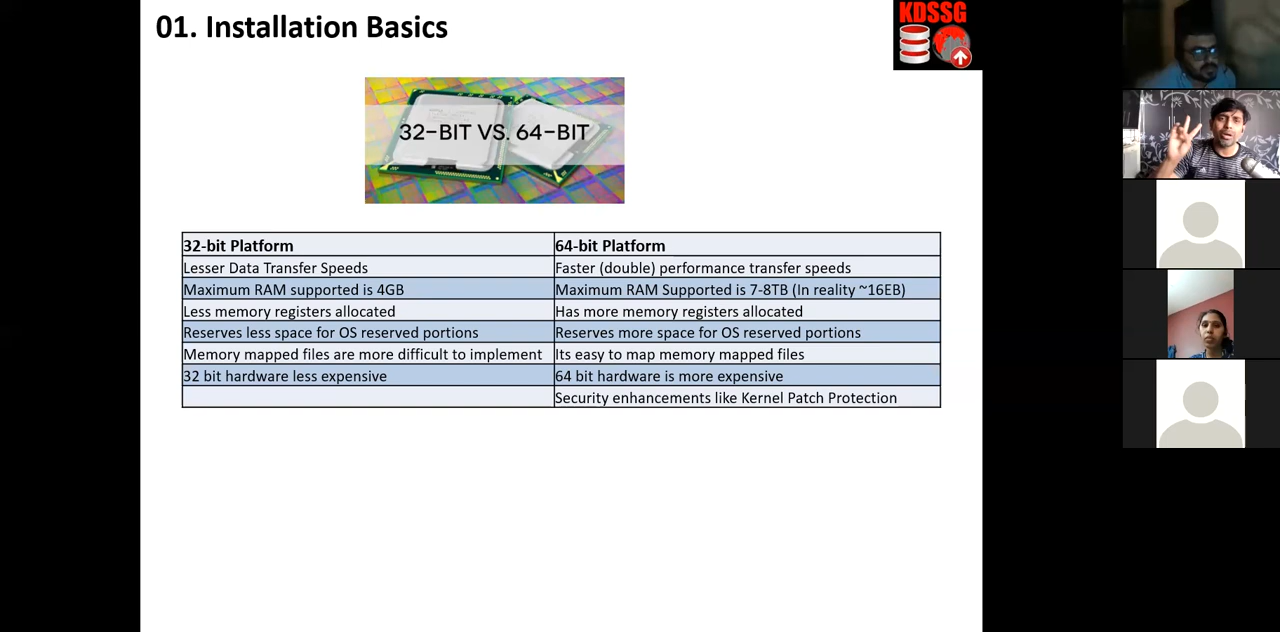 01. Installation Basics
KDSSG
32-BIT VS. 64-BIT
32-bit Platform 64-bit Platform
Lesser Data Transfer Speeds Faster (double) performance transfer speeds
Maximum RAM supported is 4GB Maximum RAM Supported is 7-8TB (In reality ~16EB)
Less memory registers allocated Has more memory registers allocated
Reserves less space for OS reserved portions Reserves more space for OS reserved portions
Memory mapped files are more difficult to implement Its easy to map memory mapped files
32 bit hardware less expensive 64 bit hardware is more expensive
Security enhancements like Kernel Patch Protection